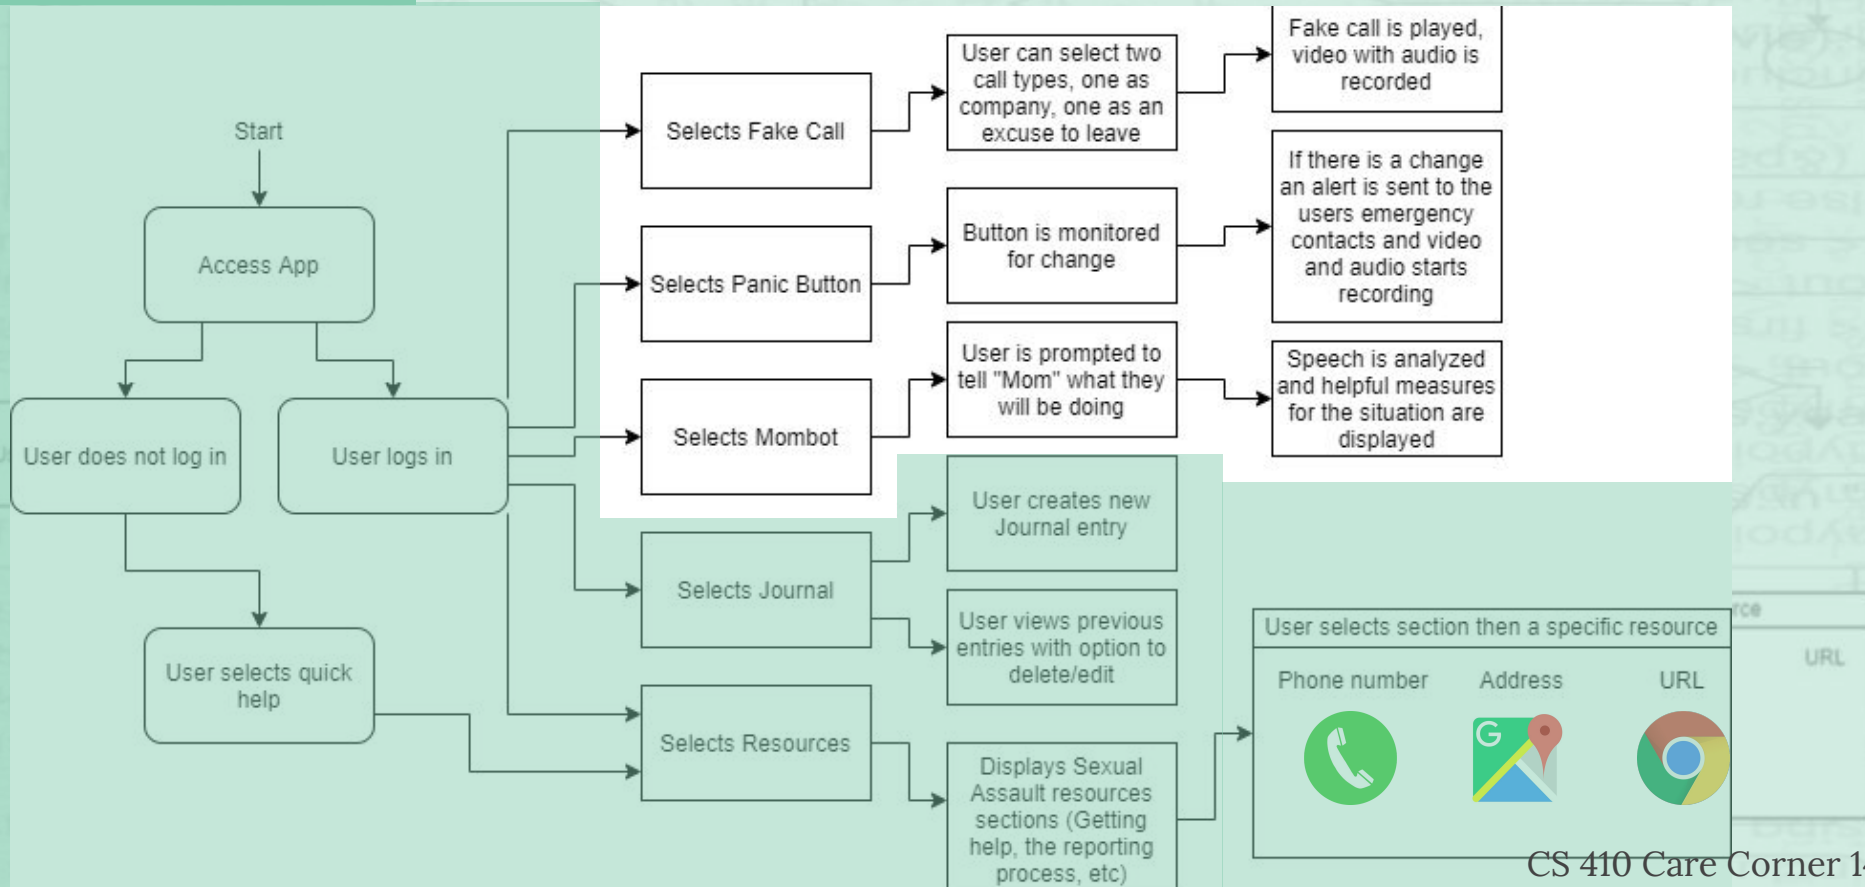 Start
Access App
User does not log in
User logs in
User selects quick
help
Selects Fake Call
User can select two
call types, one as
company, one as an
excuse to leave
Fake call is played,
video with audio is
recorded
Selects Panic Button
Button is monitored
for change
If there is a change
an alert is sent to the
users emergency
contacts and video
and audio starts
recording
Selects Mombot
User is prompted to
tell "Mom" what they
will be doing
Speech is analyzed
and helpful measures
for the situation are
displayed
Selects Journal
User creates new
Journal entry
User views previous
entries with option to
delete/edit
Selects Resources
Displays Sexual
Assault resources
sections (Getting
help, the reporting
process, etc)
User selects section then a specific resource
Phone number
Address
URL
G
URL
CS 410 Care Corner